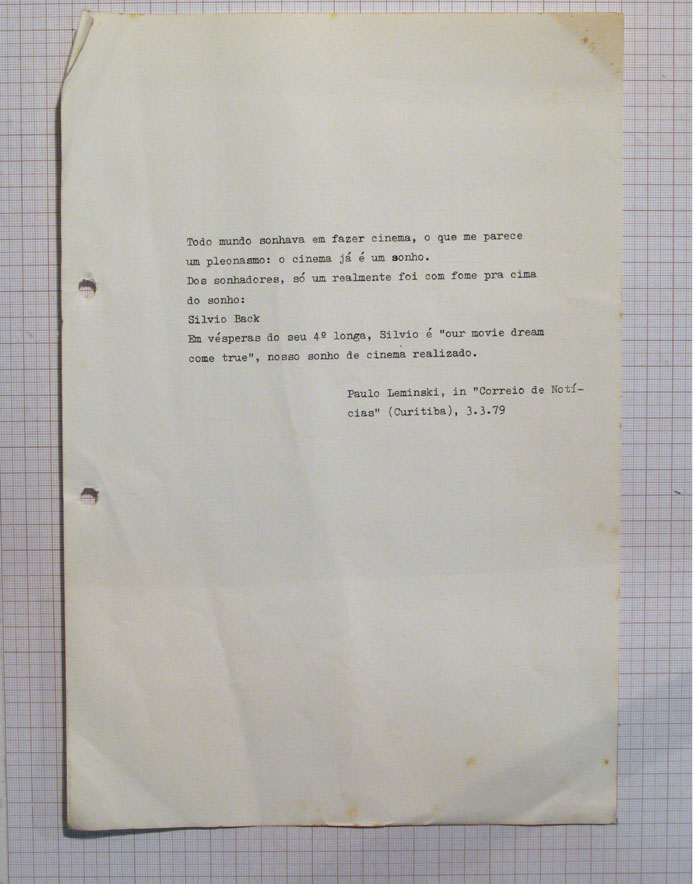 Todo mundo sonhava em fazer cinema, o que me parece
um pleonasmo: o cinema já é um sonho.
Dos sonhadores, só um realmente foi com fome pra cima
do sonho:
Silvio Back
Em vésperas do seu 4º longa, Silvio é "our movie dream
come true", nosso sonho de cinema realizado.
Paulo Leminski, in "Correio de Notí-
cias" (Curitiba), 3.3.79